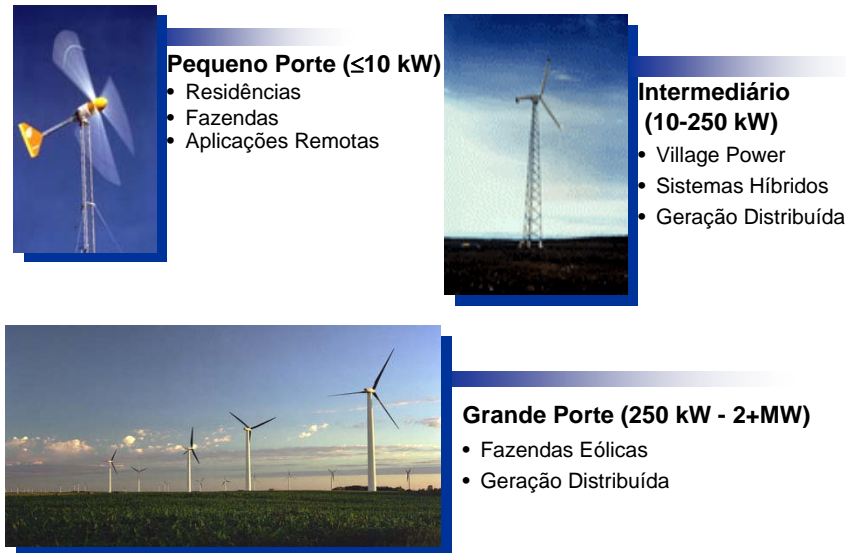 Pequeno Porte (≤10 kW)
• Residências
• Fazendas
• Aplicações Remotas
Intermediário
(10-250 kW)
• Village Power
• Sistemas Híbridos
• Geração Distribuída
Grande Porte (250 kW - 2+MW)
• Fazendas Eólicas
• Geração Distribuída